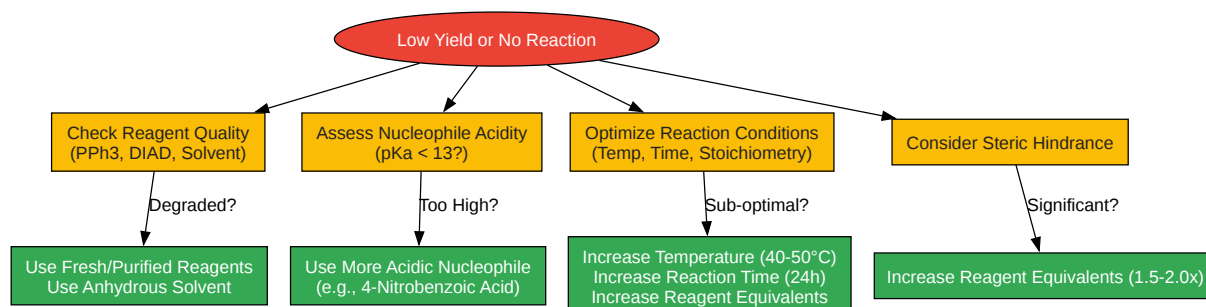 Low Yield or No Reaction
Check Reagent Quality
(PPh3, DIAD, Solvent)
Assess Nucleophile Acidity
(pKa < 13?)
Optimize Reaction Conditions
(Temp, Time, Stoichiometry)
Consider Steric Hindrance
Degraded?
Too High?
Sub-optimal?
Significant?
Use Fresh/Purified Reagents
Use Anhydrous Solvent
Use More Acidic Nucleophile
(e.g., 4-Nitrobenzoic Acid)
Increase Temperature (40-50°C)
Increase Reaction Time (24h)
Increase Reagent Equivalents
Increase Reagent Equivalents (1.5-2.0x)